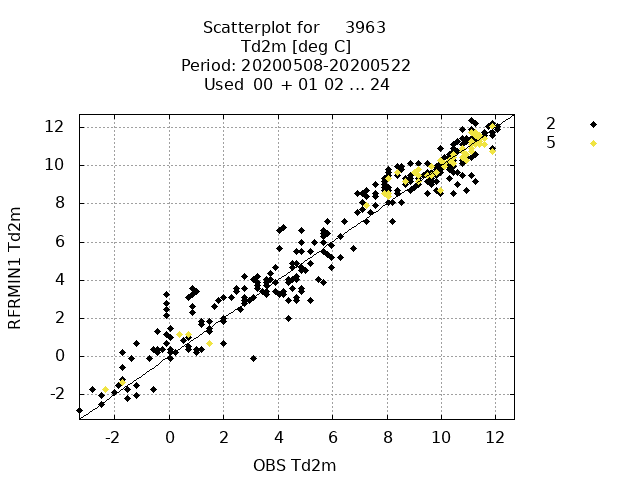 Scatterplot for 3963
Td2m [deg C]
Period: 20200508-20200522
Used 00 + 01 02 ... 24
2
5
RFRMIN1 Td2m
12
10
8
6
4
2
0
-2
-2 0 2 4 6 8 10 12
OBS Td2m